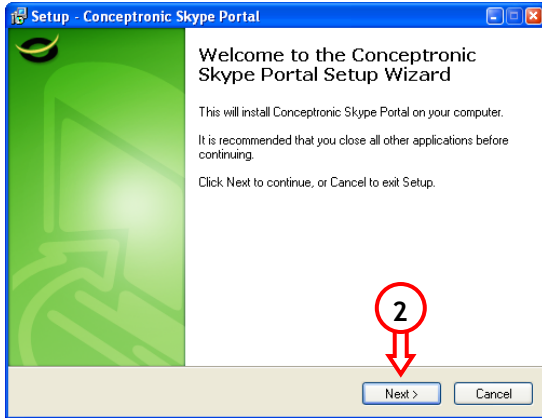 Setup - Conceptronic Skype Portal
Welcome to the Conceptronic
Skype Portal Setup Wizard
This will install Conceptronic Skype Portal on your computer.
It is recommended that you close all other applications before
continuing.
Click Next to continue, or Cancel to exit Setup.
2
Next >
Cancel